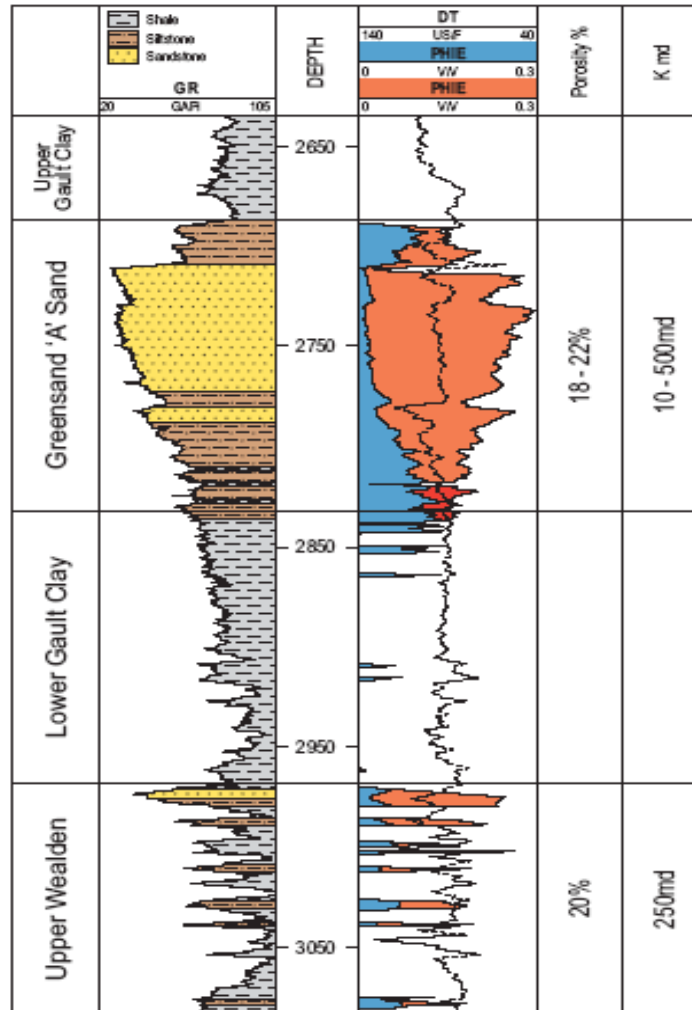 Shale
Siltstone
Sandstone
GR
20 GAPI 105
DEPTH
DT
140 US/F 40
PHIE
0 V/V 0.3
PHIE
0 V/V 0.3
Porosity %
K md
Upper
Gault Clay
Greensand 'A' Sand
Lower Gault Clay
Upper Wealden
2650
2750
2850
2950
3050
18 - 22%
10 - 500md
20%
250md